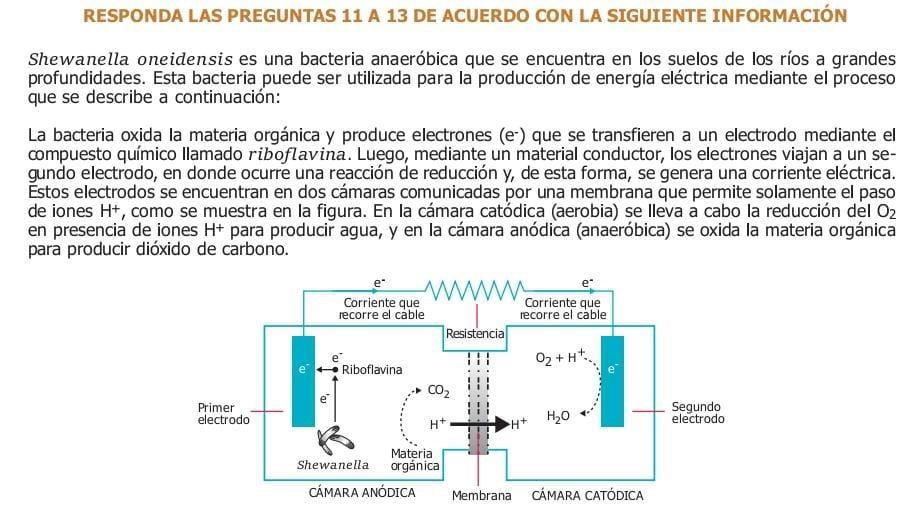 RESPONDA LAS PREGUNTAS 11 A 13 DE ACUERDO CON LA SIGUIENTE INFORMACIÓN
Shewanella oneidensis es una bacteria anaeróbica que se encuentra en los suelos de los ríos a grandes
profundidades. Esta bacteria puede ser utilizada para la producción de energía eléctrica mediante el proceso
que se describe a continuación:
La bacteria oxida la materia orgánica y produce electrones (e-) que se transfieren a un electrodo mediante el
compuesto químico llamado riboflavina. Luego, mediante un material conductor, los electrones viajan a un se-
gundo electrodo, en donde ocurre una reacción de reducción y, de esta forma, se genera una corriente eléctrica.
Estos electrodos se encuentran en dos cámaras comunicadas por una membrana que permite solamente el paso
de iones H+, como se muestra en la figura. En la cámara catódica (aerobia) se lleva a cabo la reducción del O2
en presencia de iones H+ para producir agua, y en la cámara anódica (anaeróbica) se oxida la materia orgánica
para producir dióxido de carbono.
e-
e-
Corriente que
recorre el cable
Corriente que
recorre el cable
Resistencia
e-
e-
Riboflavina
O2 + H+
e-
e-
CO2
Primer
electrodo
H+
H+
H2O
Segundo
electrodo
Shewanella
Materia
orgánica
CÁMARA ANÓDICA
Membrana
CÁMARA CATÓDICA